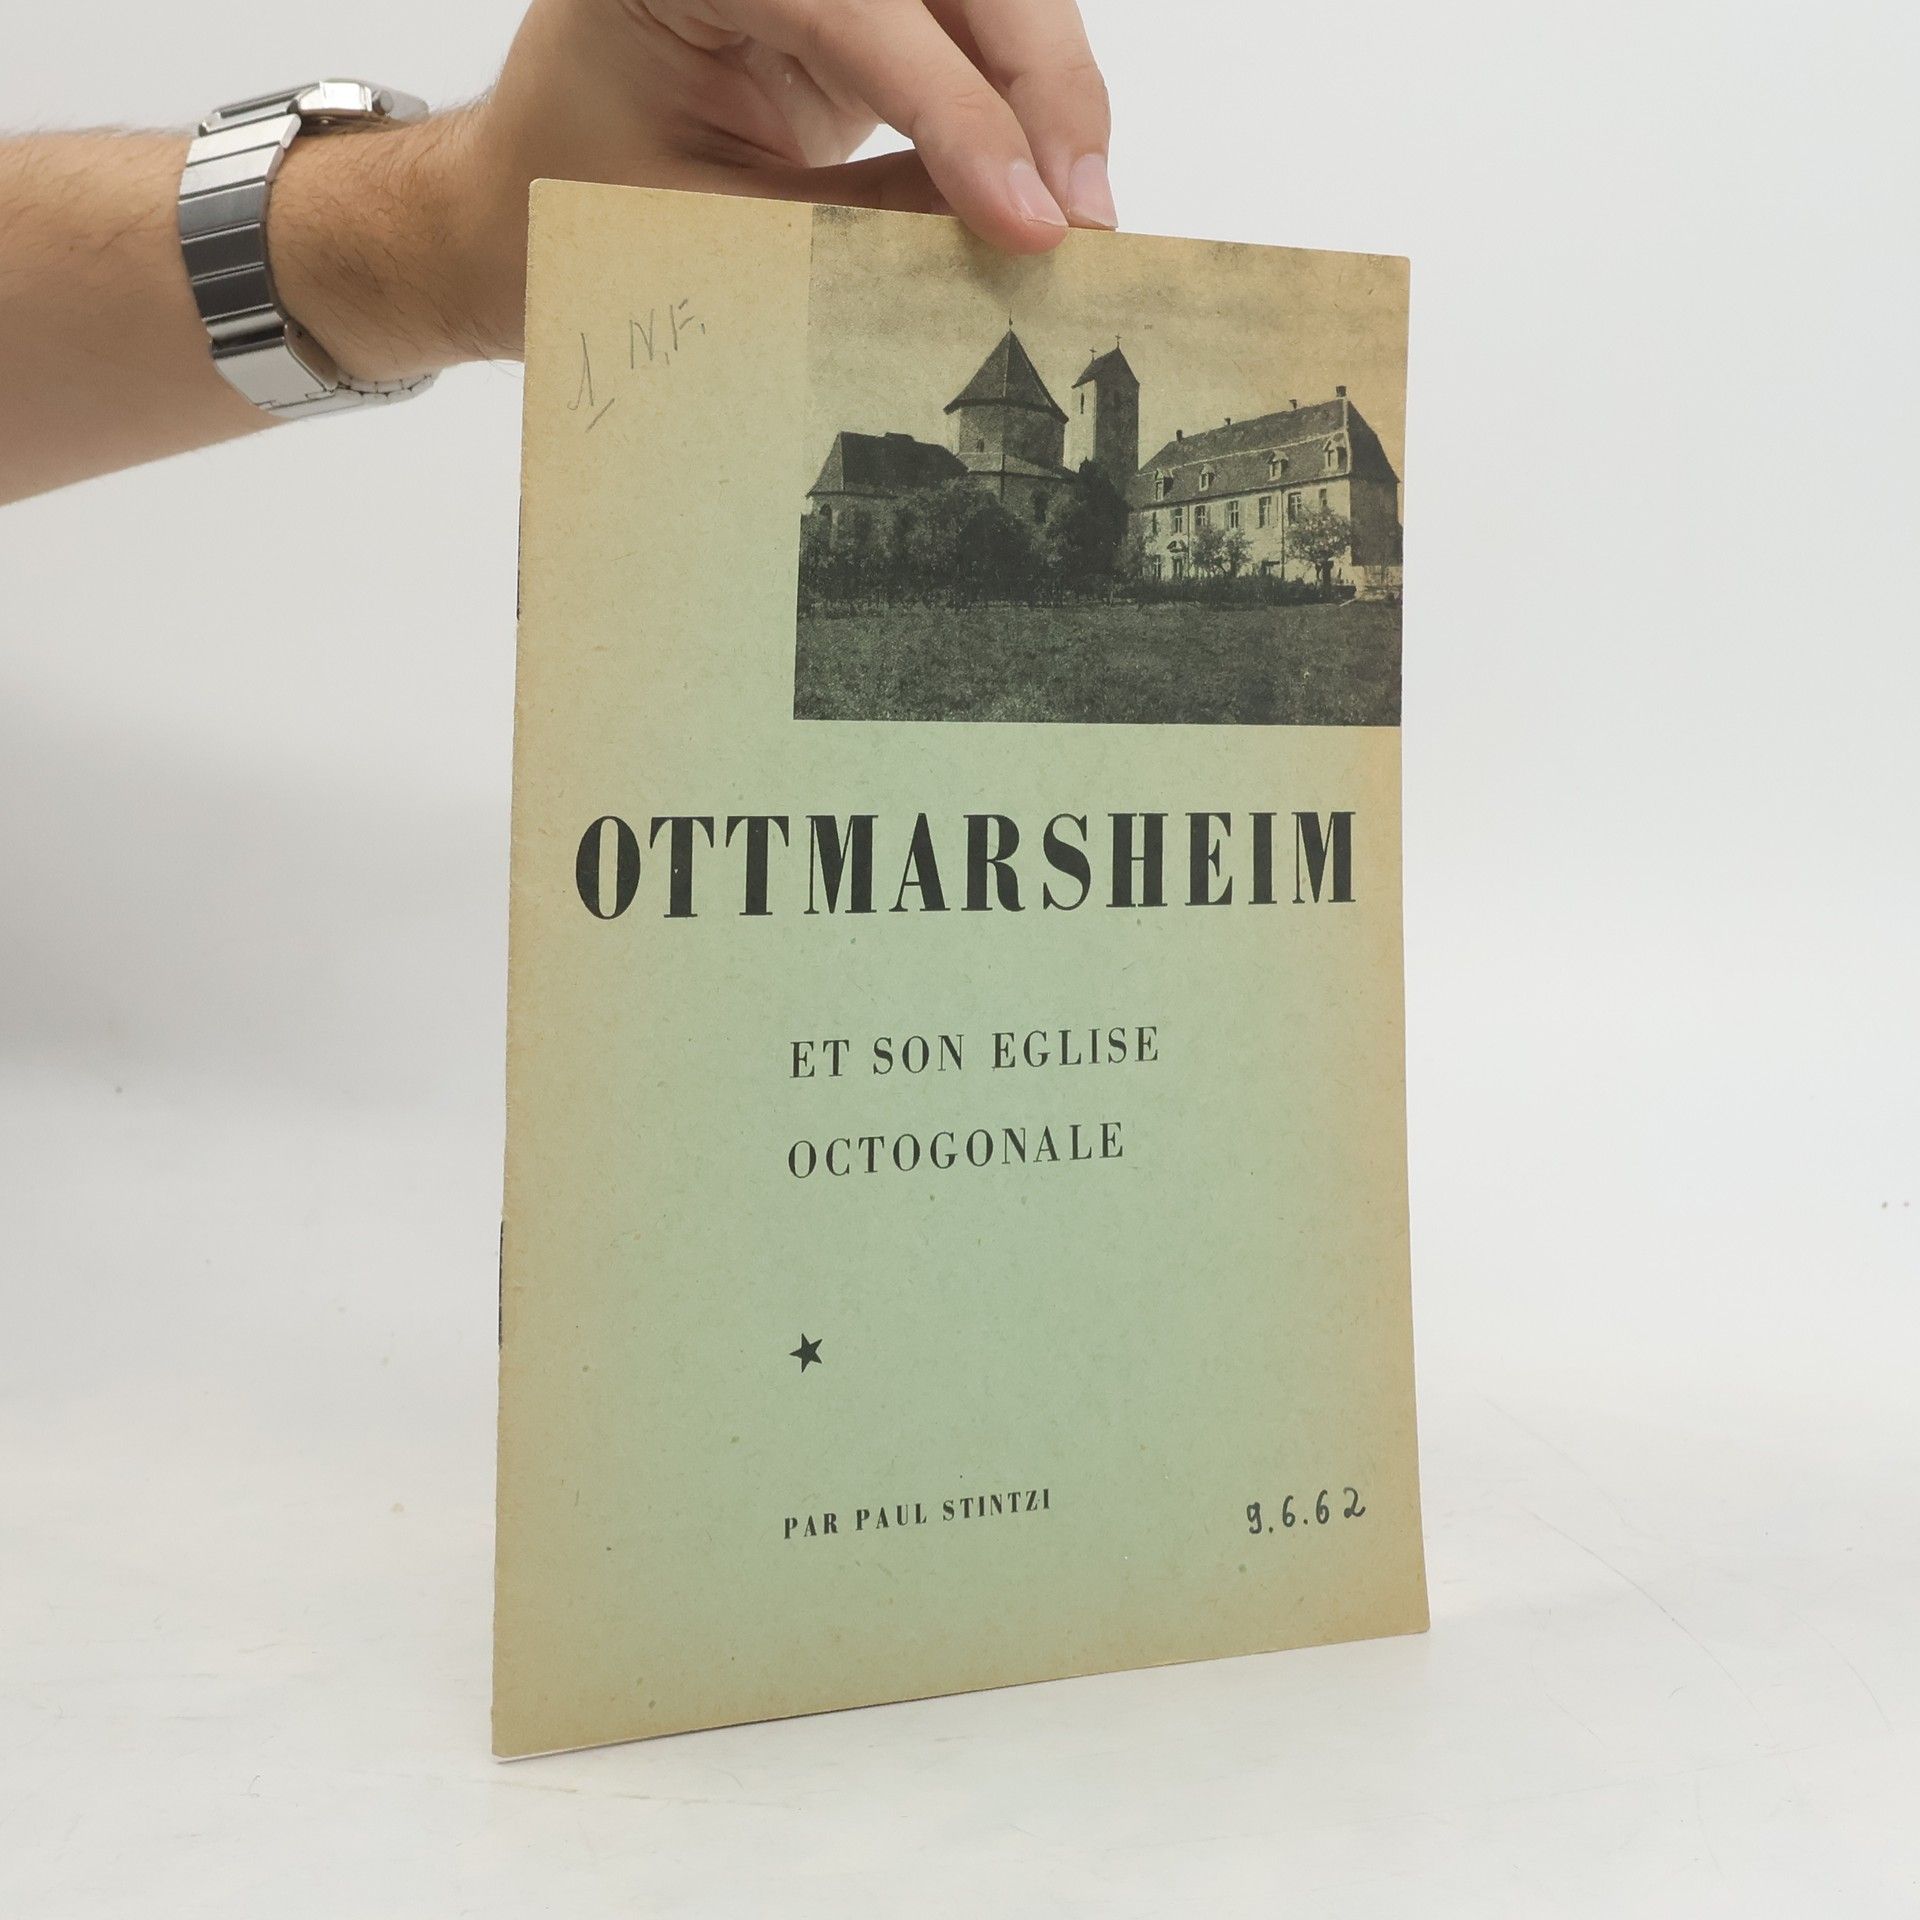 1 N.F.
OTTMARSHEIM
ET SON EGLISE
OCTOGONALE
PAR PAUL STINTZI
9.6.62